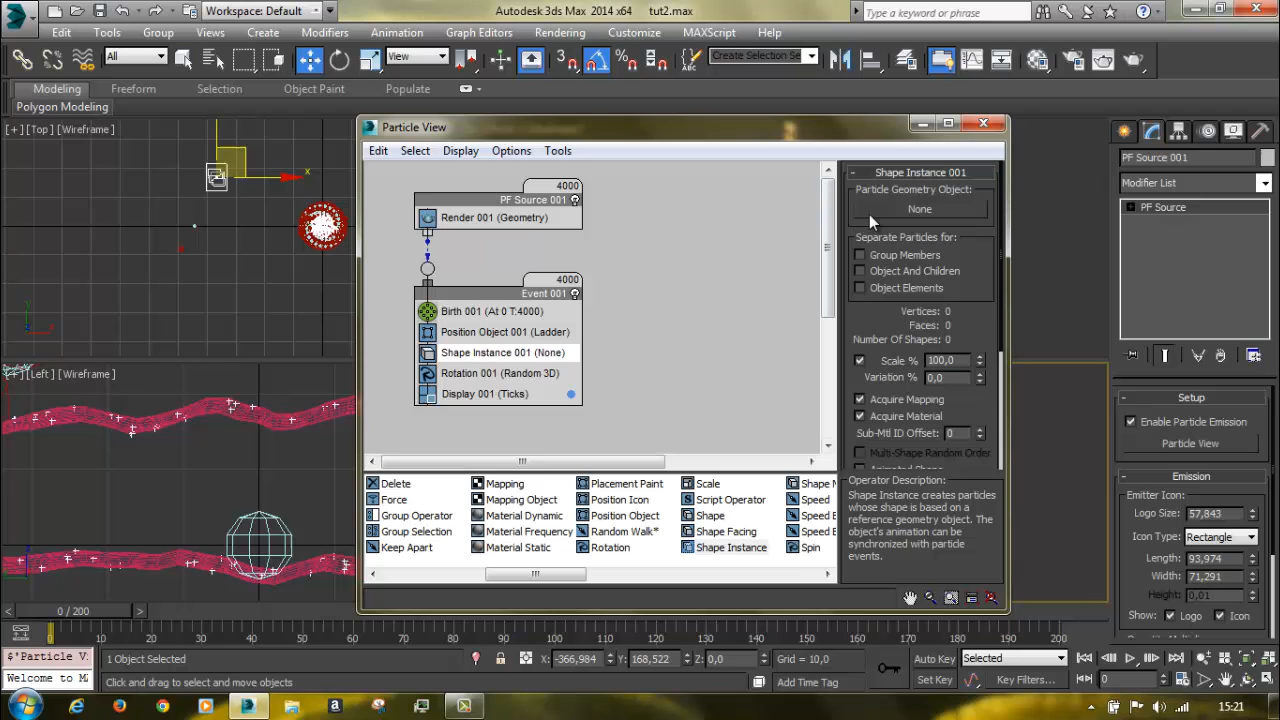 Workspace: Default
Autodesk 3ds Max 2014 x64    tut2.max
Type a keyword or phrase
Edit Tools Group Views Create Modifiers Animation Graph Editors Rendering Customize MAXScript Help
All
View
Create Selection Se
Modeling Freeform Selection Object Paint Populate
Polygon Modeling
[+] [Top] [Wireframe]
x
[+] [Left] [Wireframe]
Particle View
Edit Select Display Options Tools
4000
PF Source 001
Render 001 (Geometry)
4000
Event 001
Birth 001 (At 0 T:4000)
Position Object 001 (Ladder)
Shape Instance 001 (None)
Rotation 001 (Random 3D)
Display 001 (Ticks)
Delete Mapping Placement Paint Scale Shape M
Force Mapping Object Position Icon Script Operator Speed
Group Operator Material Dynamic Position Object Shape Speed B
Group Selection Material Frequency Random Walk* Shape Facing Speed B
Keep Apart Material Static Rotation Shape Instance Spin
- Shape Instance 001
Particle Geometry Object:
None
Separate Particles for:
Group Members
Object And Children
Object Elements
Vertices: 0
Faces: 0
Number Of Shapes: 0
Scale % 100,0
Variation % 0,0
Acquire Mapping
Acquire Material
Sub-Mtl ID Offset: 0
Multi-Shape Random Order
Animated Shape
Operator Description:
Shape Instance creates particles
whose shape is based on a
reference geometry object. The
object's animation can be
synchronized with particle
events.
PF Source 001
Modifier List
PF Source
- Setup
Enable Particle Emission
Particle View
- Emission
Emitter Icon:
Logo Size: 57,843
Icon Type: Rectangle
Length: 93,974
Width: 71,291
Height: 0,01
Show: Logo Icon
0 / 200
0 10 20 30 40 50 60 70 80 90 100 110 120 130 140 150 160 170 180 190 200
$'Particle V:
Welcome to M
1 Object Selected
Click and drag to select and move objects
X: -366,984 Y: 168,522 Z: 0,0
Grid = 10,0
Add Time Tag
Auto Key Selected
Set Key Key Filters...
0
15:21